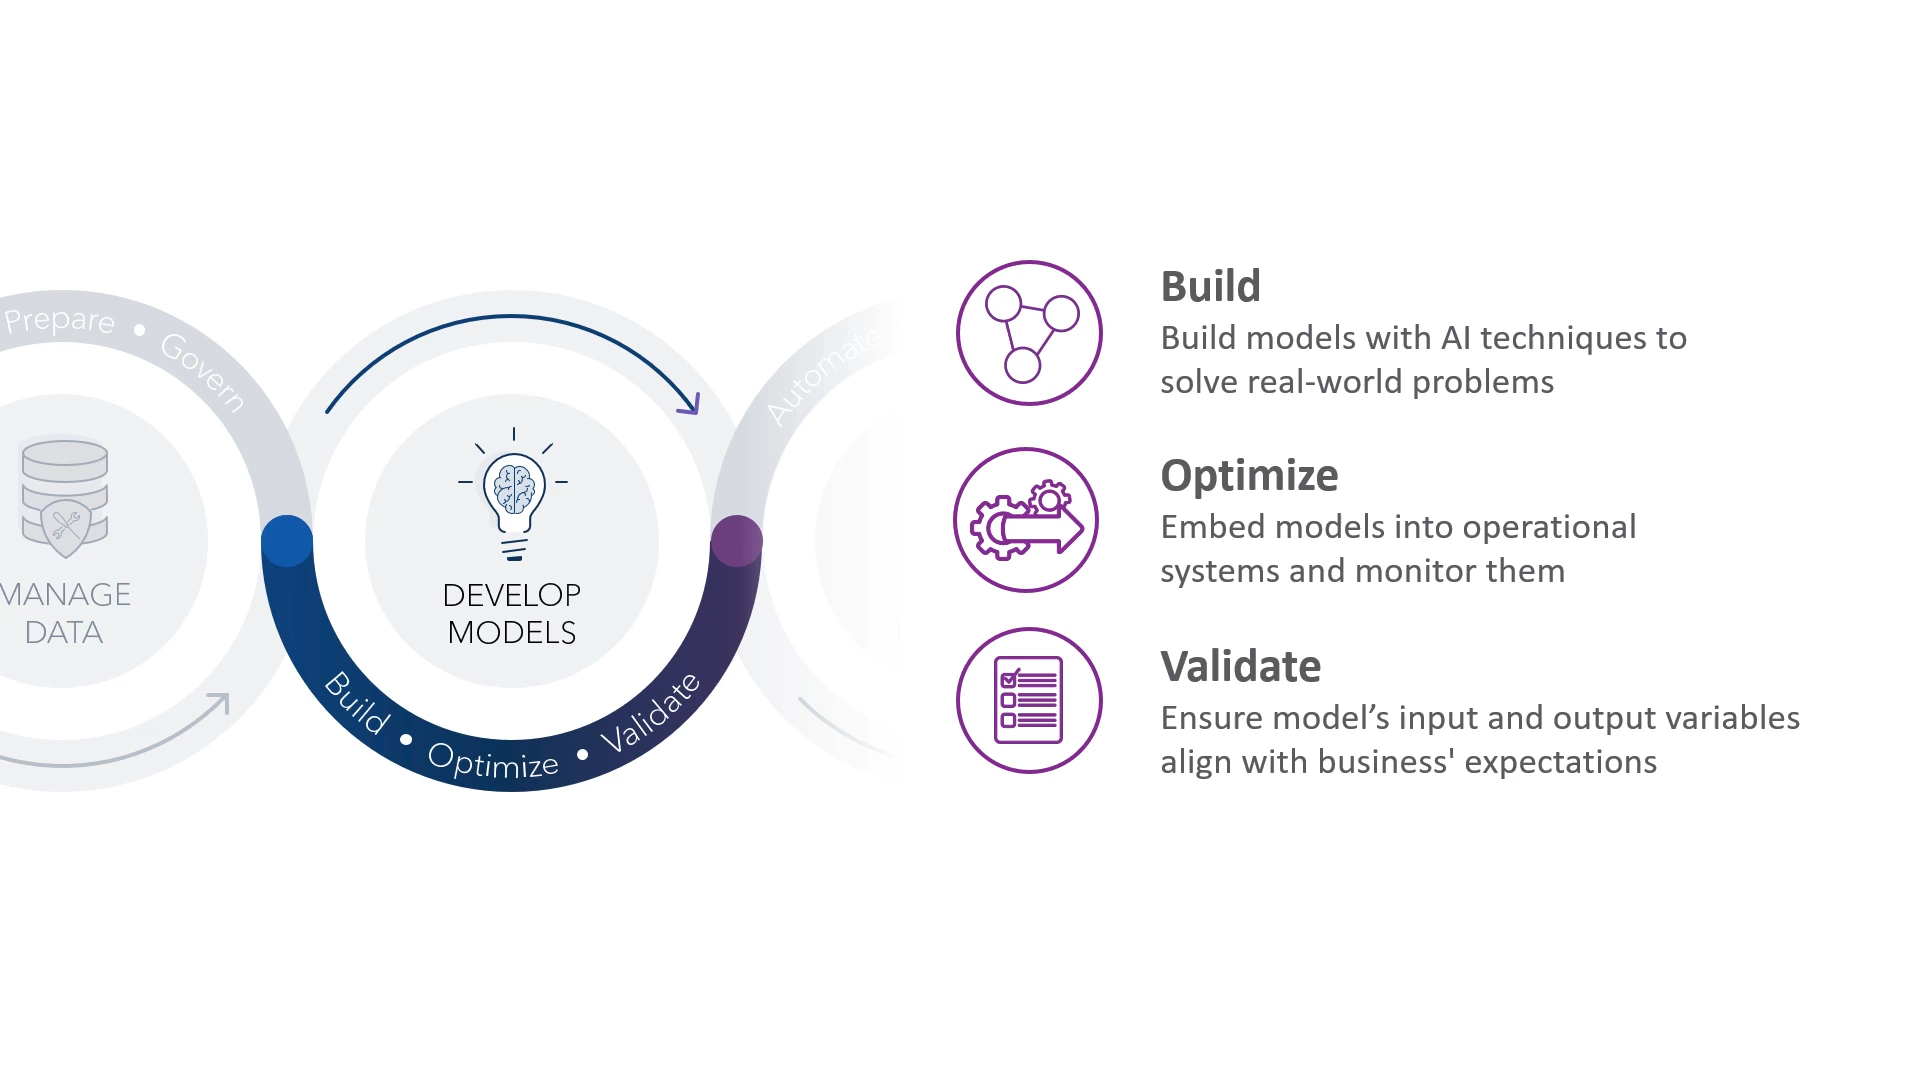 Prepare • Govern
MANAGE
DATA
DEVELOP
MODELS
Build • Optimize • Validate
Automate
Build
Build models with AI techniques to
solve real-world problems
Optimize
Embed models into operational
systems and monitor them
Validate
Ensure model’s input and output variables
align with business' expectations